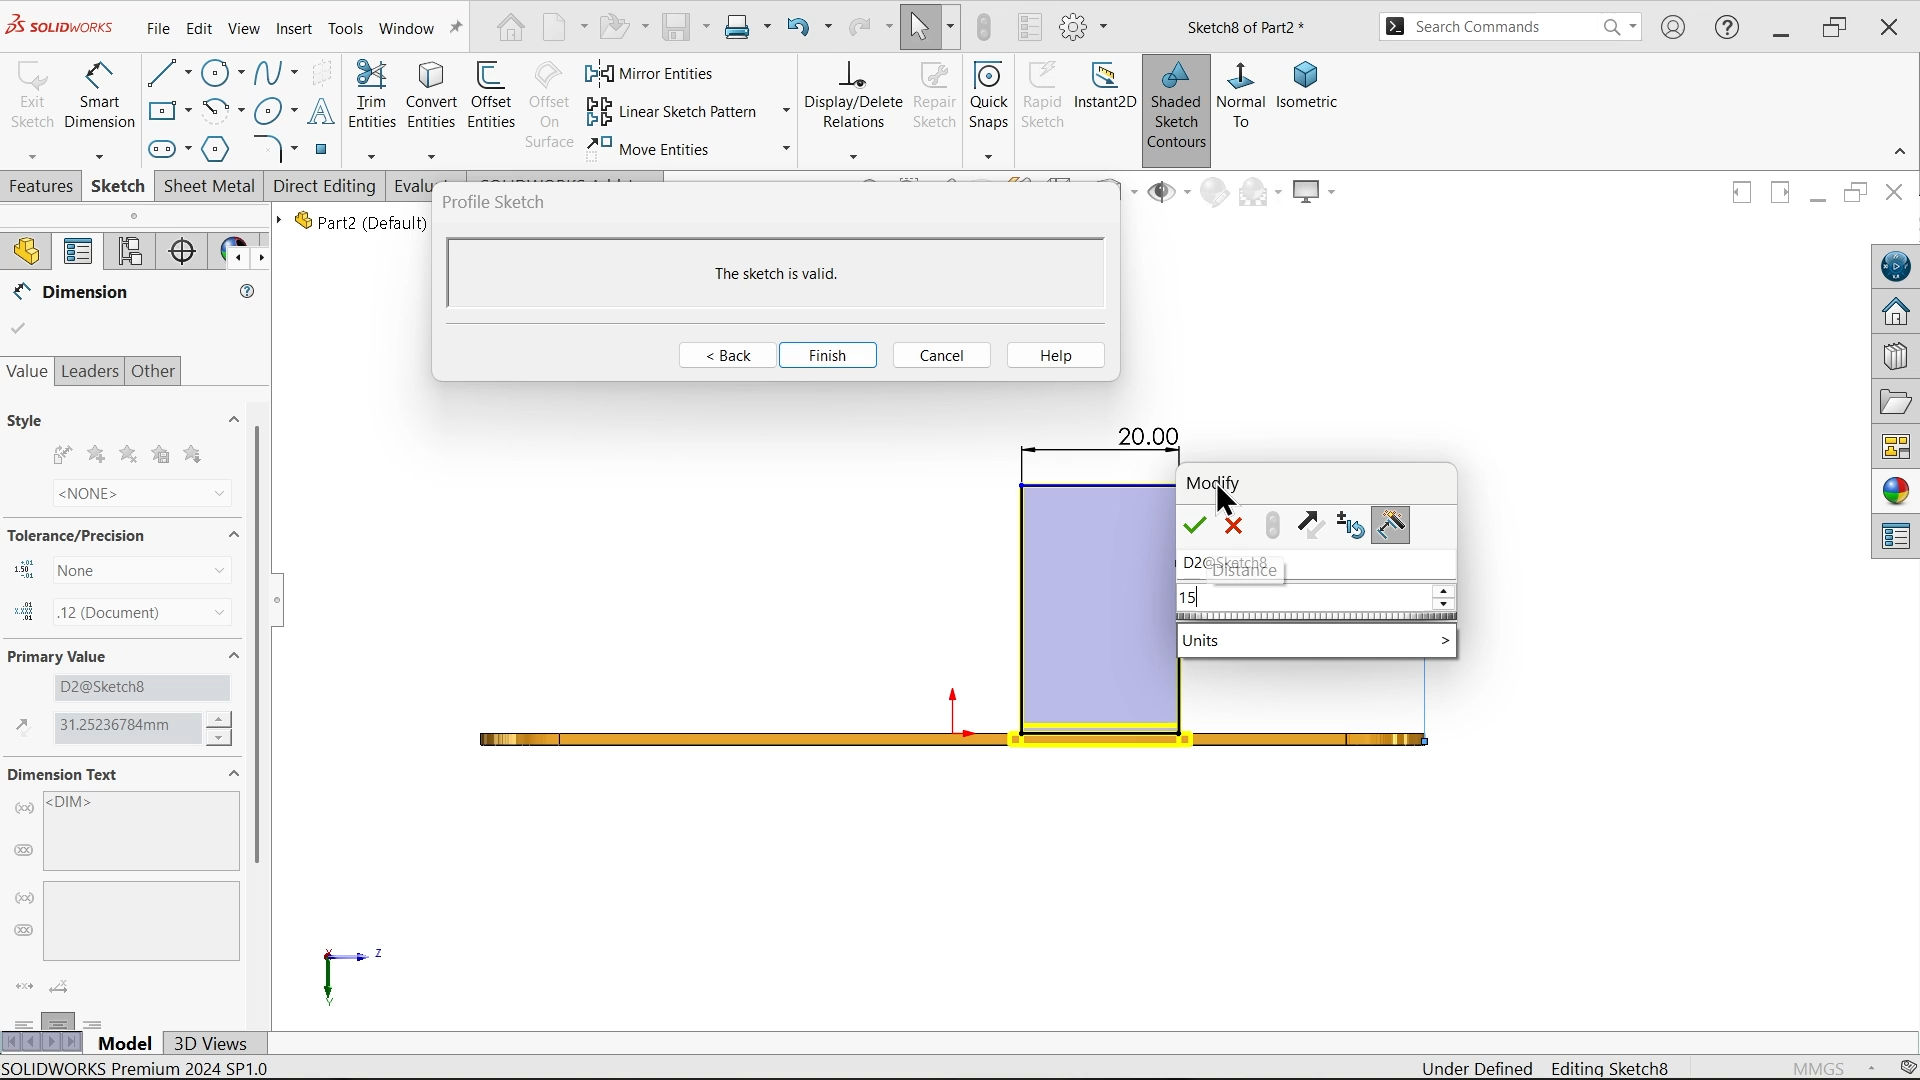 SOLIDWORKS File Edit View Insert Tools Window Sketch8 of Part2 * Search Commands
Exit Sketch
Smart Dimension
Trim Entities
Convert Entities
Offset Entities
Offset On Surface
Mirror Entities
Linear Sketch Pattern
Move Entities
Display/Delete Relations
Repair Sketch
Quick Snaps
Rapid Sketch
Instant2D
Shaded Sketch Contours
Normal To
Isometric
Features Sketch Sheet Metal Direct Editing
Part2 (Default)
Profile Sketch
The sketch is valid.
< Back Finish Cancel Help
Dimension
Value Leaders Other
Style
<NONE>
Tolerance/Precision
None
.12 (Document)
Primary Value
D2@Sketch8
31.25236784mm
Dimension Text
<DIM>
20.00
Modify
D2@Sketch8
Distance
15
Units >
Z
Y
Model 3D Views
SOLIDWORKS Premium 2024 SP1.0 Under Defined Editing Sketch8 MMGS